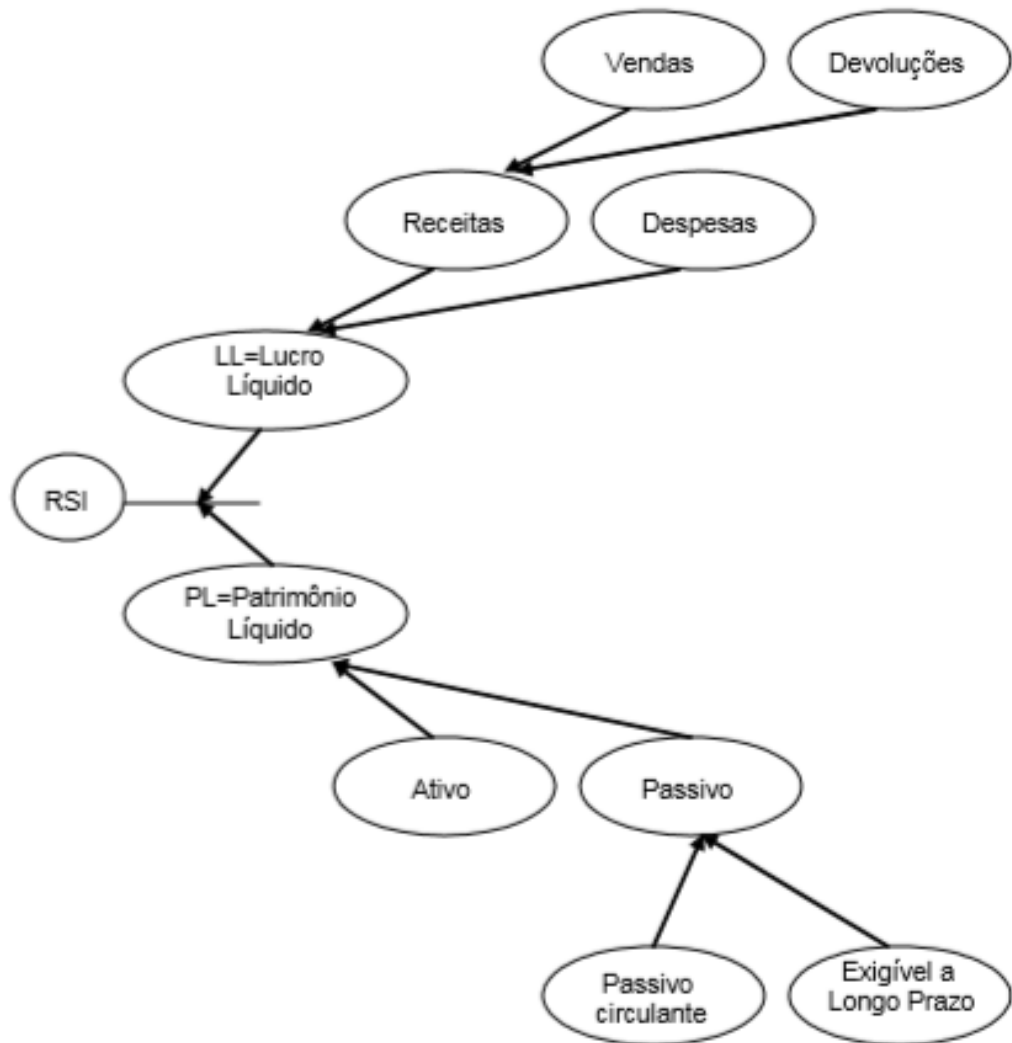 Vendas
Devoluções
Receitas
Despesas
LL=Lucro
Líquido
RSI
PL=Patrimônio
Líquido
Ativo
Passivo
Passivo
circulante
Exigível a
Longo Prazo